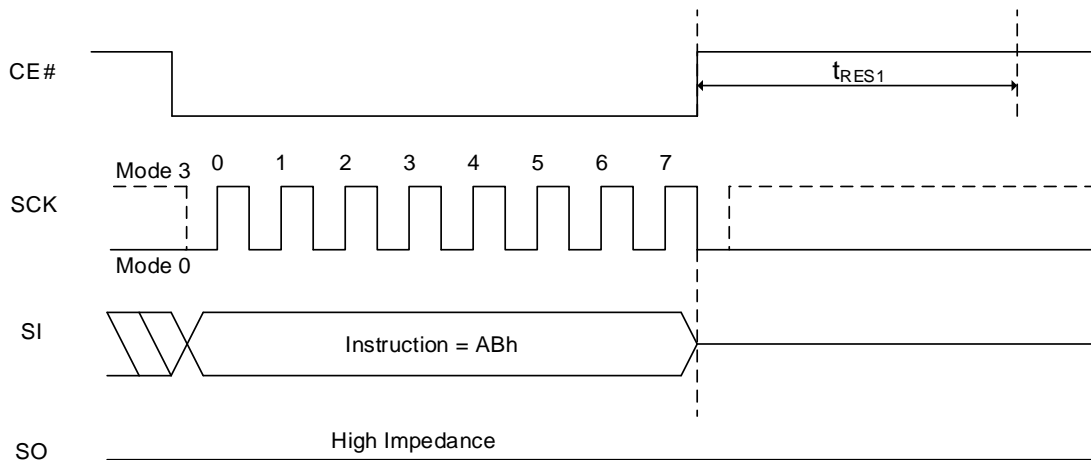 CE#
tRES1
Mode 3 0 1 2 3 4 5 6 7
SCK
Mode 0
SI
Instruction = ABh
High Impedance
SO